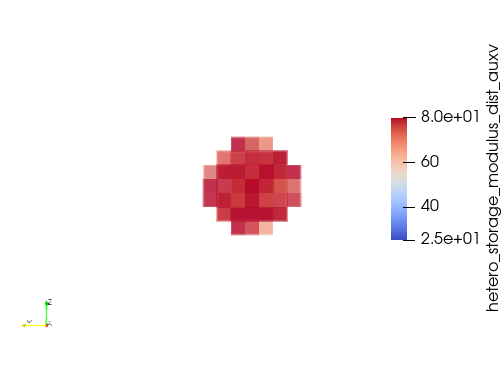 8.0e+01
60
40
2.5e+01
hetero_storage_modulus_dist_auxv
Z